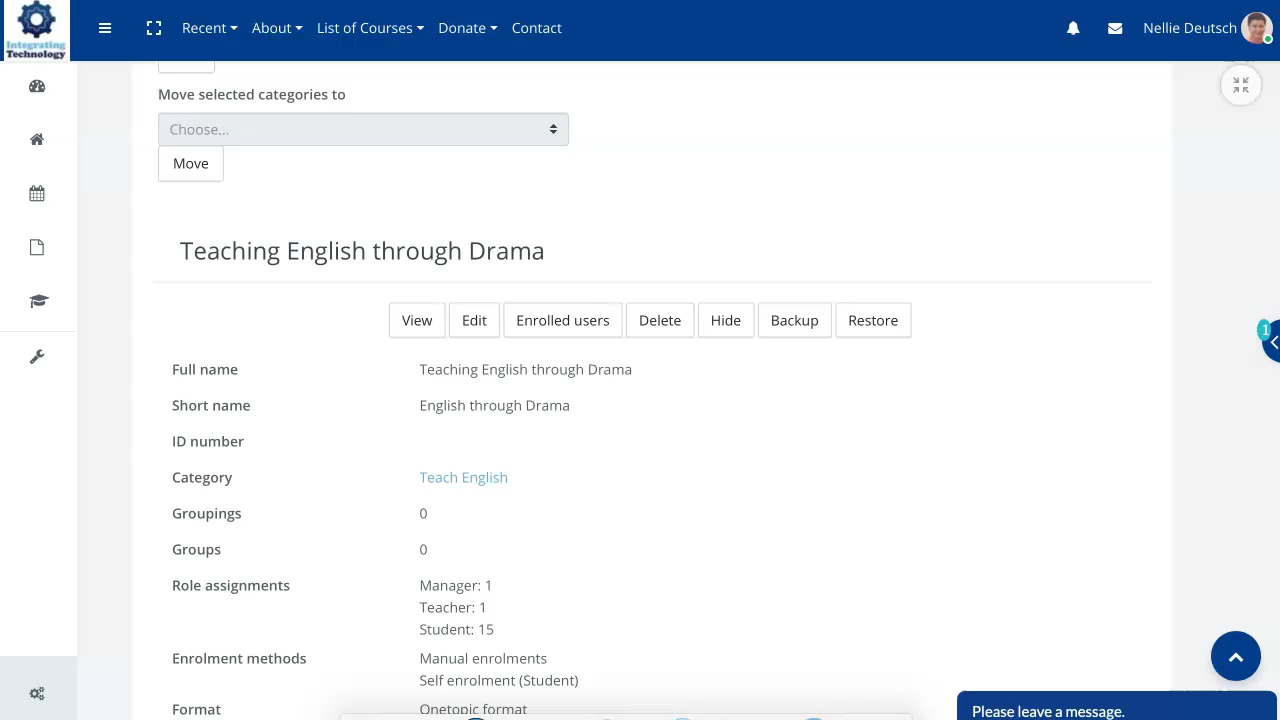 Integrating
Technology
Recent
About
List of Courses
Donate
Contact
Nellie Deutsch
Move selected categories to
Choose...
Move
Teaching English through Drama
View
Edit
Enrolled users
Delete
Hide
Backup
Restore
1
Full name
Teaching English through Drama
Short name
English through Drama
ID number
Category
Teach English
Groupings
0
Groups
0
Role assignments
Manager: 1
Teacher: 1
Student: 15
Enrolment methods
Manual enrolments
Self enrolment (Student)
Format
Onetopic format
Please leave a message.